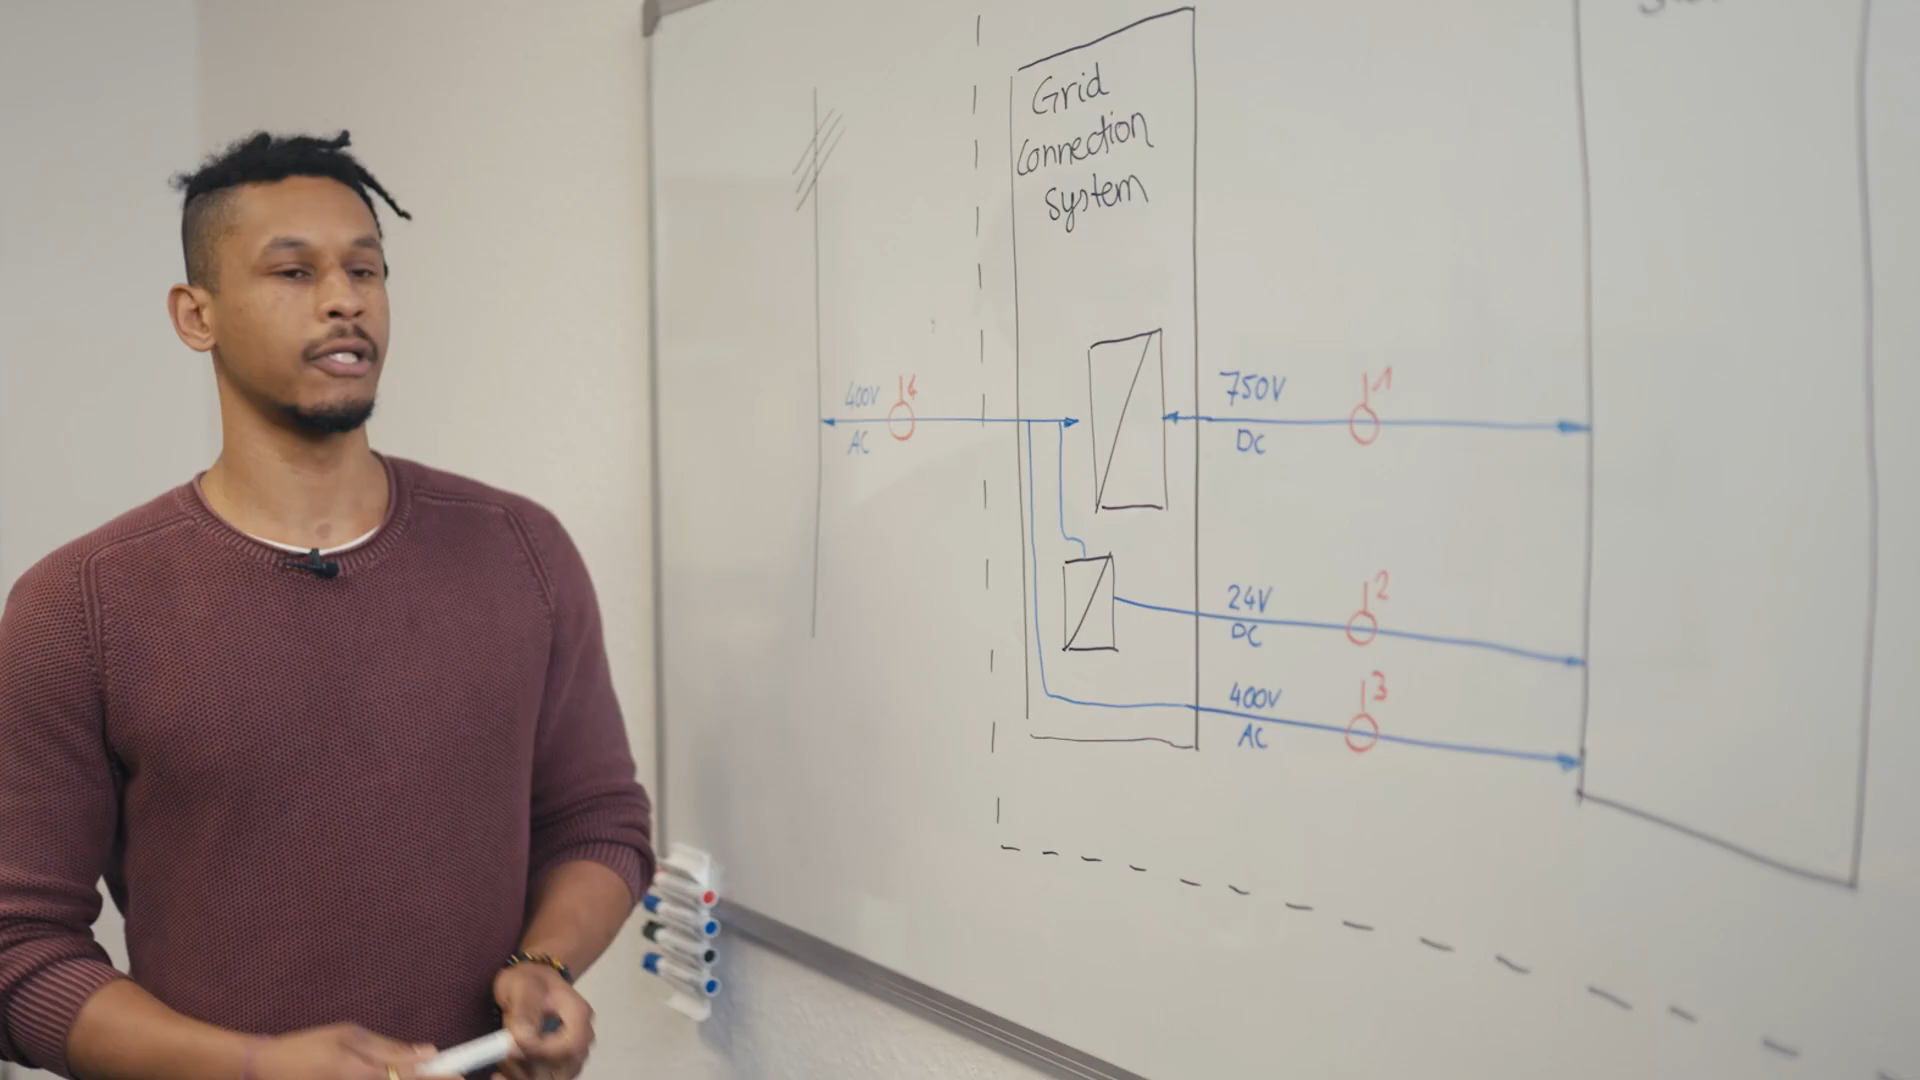 Grid
Connection
system
400V
4
AC
750V
1
DC
24V
2
DC
400V
3
AC